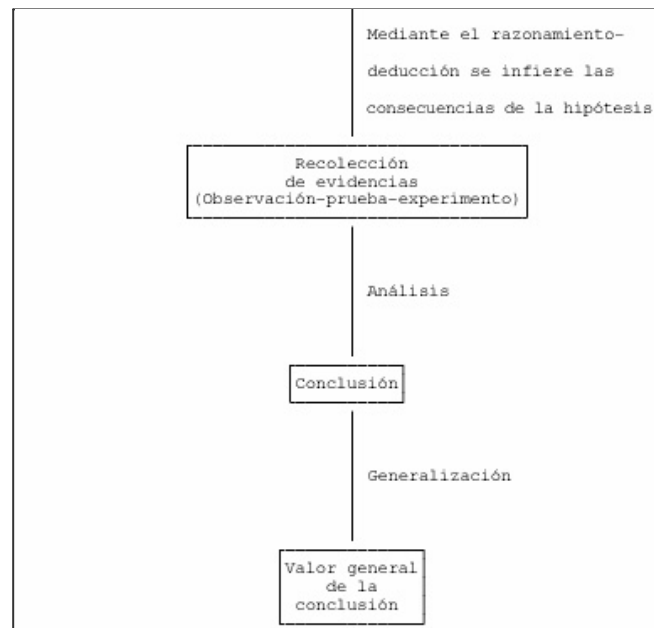 Mediante el razonamiento-
deducción se infiere las
consecuencias de la hipótesis
Recolección
de evidencias
(Observación-prueba-experimento)
Análisis
Conclusión
Generalización
Valor general
de la
conclusión